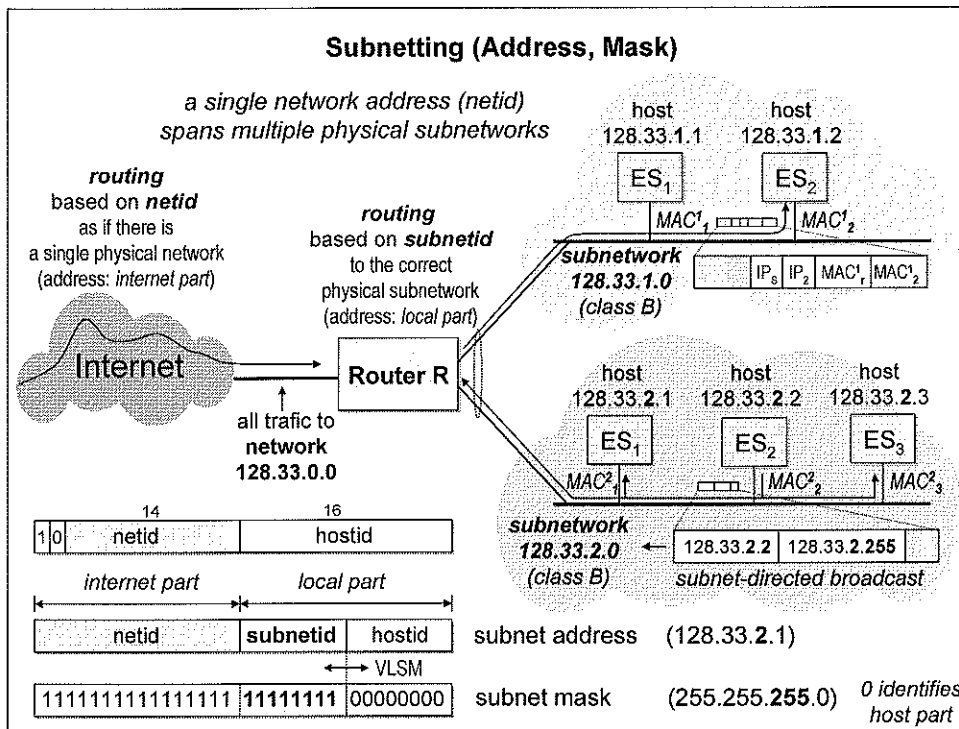 Subnetting (Address, Mask)
a single network address (netid)
spans multiple physical subnetworks
routing
based on netid
as if there is
a single physical network
(address: internet part)
Internet
routing
based on subnetid
to the correct
physical subnetwork
(address: local part)
Router R
all trafic to
network
128.33.0.0
host
128.33.1.1
host
128.33.1.2
ES₁
ES₂
MAC¹₁
MAC¹₂
subnetwork
128.33.1.0
(class B)
IPₛ IP₂ MAC¹ᵣ MAC¹₂
host
128.33.2.1
host
128.33.2.2
host
128.33.2.3
ES₁
ES₂
ES₃
MAC²₁
MAC²₂
MAC²₃
subnetwork
128.33.2.0
(class B)
128.33.2.2 128.33.2.255
subnet-directed broadcast
14 16
1 0 netid hostid
internet part local part
netid subnetid hostid
subnet address (128.33.2.1)
VLSM
1111111111111111 11111111 00000000
subnet mask (255.255.255.0)
0 identifies
host part